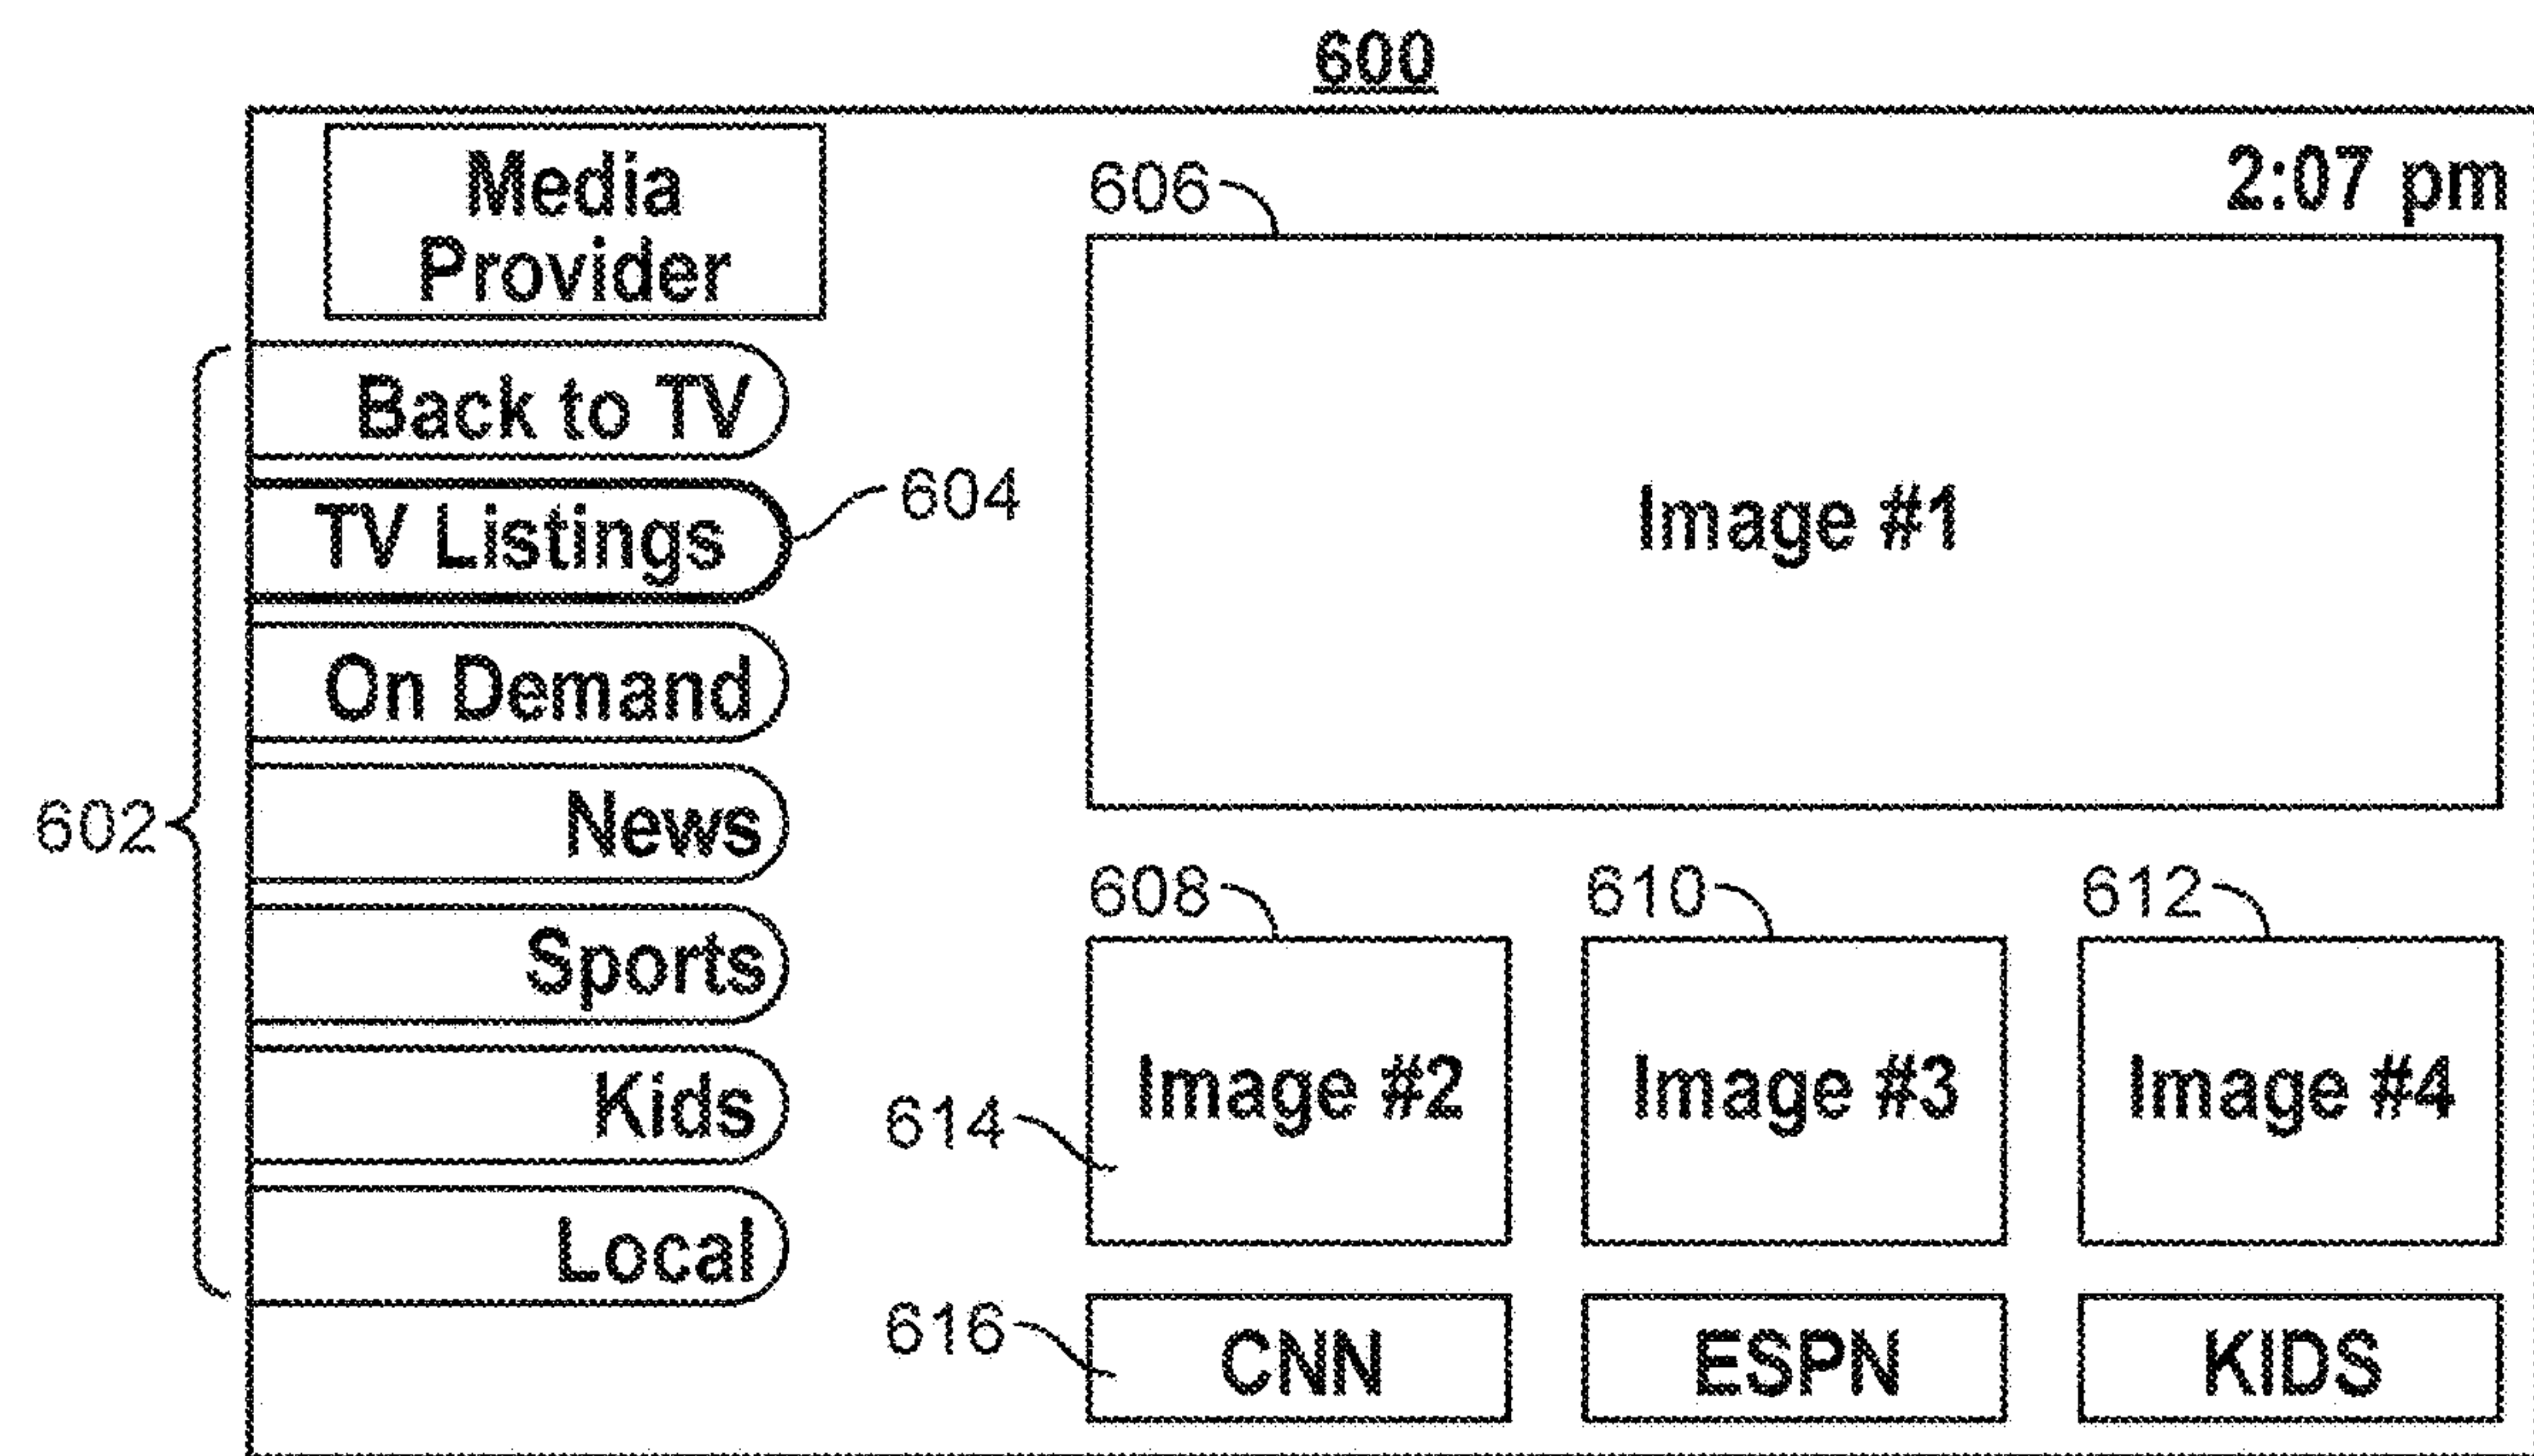 600
Media
Provider
2:07 pm
606
Back to TV
TV Listings
604
Image #1
On Demand
News
602
608
610
612
Sports
Kids
614
Image #2
Image #3
Image #4
Local
616
CNN
ESPN
KIDS